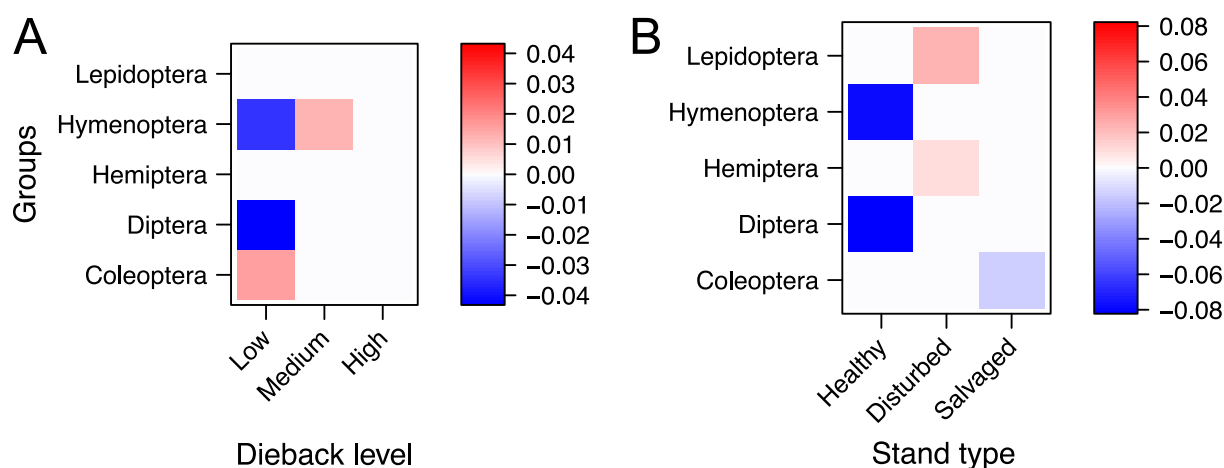 A
Groups
Lepidoptera
Hymenoptera
Hemiptera
Diptera
Coleoptera
Low
Medium
High
Dieback level
0.04
0.03
0.02
0.01
0.00
−0.01
−0.02
−0.03
−0.04
B
Lepidoptera
Hymenoptera
Hemiptera
Diptera
Coleoptera
Healthy
Disturbed
Salvaged
Stand type
0.08
0.06
0.04
0.02
0.00
−0.02
−0.04
−0.06
−0.08